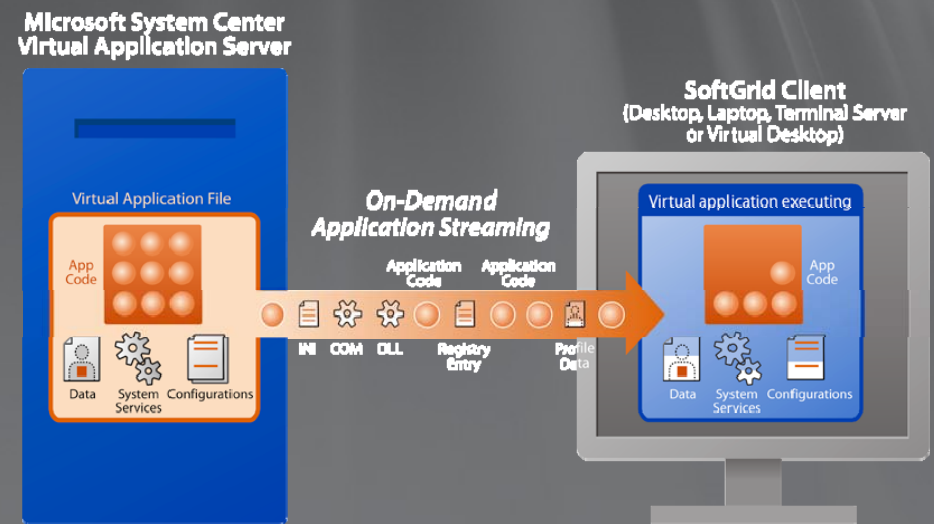 Microsoft System Center
Virtual Application Server
SoftGrid Client
(Desktop, Laptop, Terminal Server
or Virtual Desktop)
Virtual Application File
App
Code
Data
System
Services
Configurations
On-Demand
Application Streaming
Application
Code
Application
Code
INI
COM
DLL
Registry
Entry
Profile
Data
Virtual application executing
App
Code
Data
System
Services
Configurations